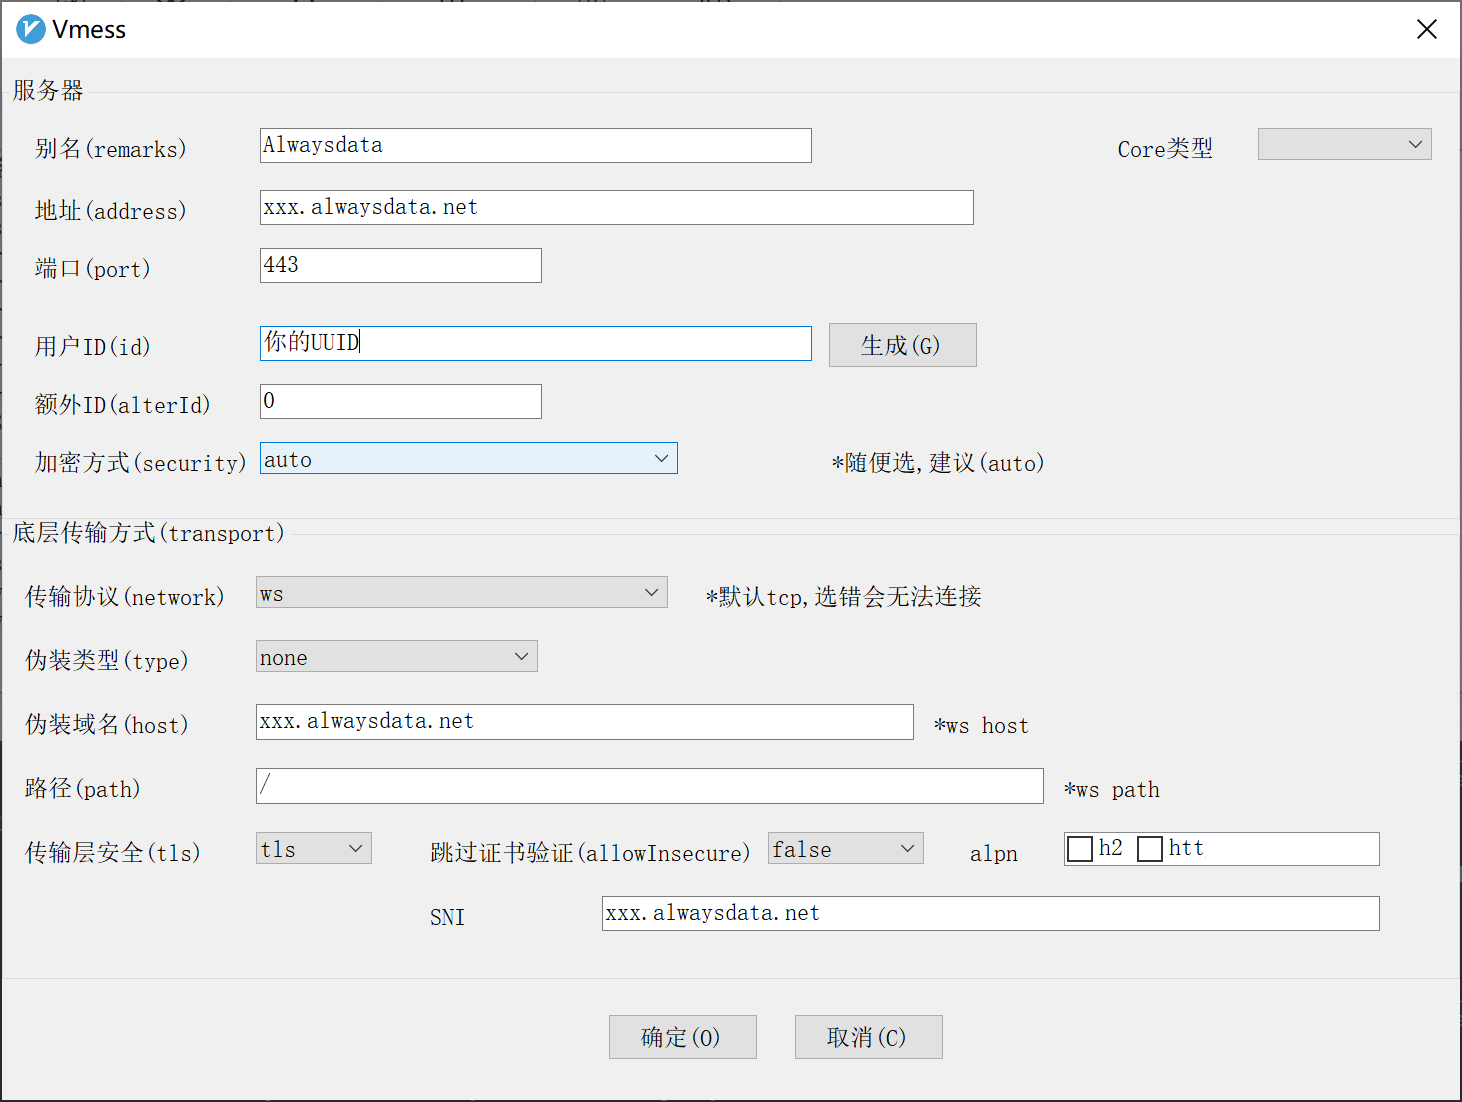 Vmess
服务器
别名(remarks) Alwaysdata Core类型
地址(address) xxx.alwaysdata.net
端口(port) 443
用户ID(id) 你的UUID 生成(G)
额外ID(alterId) 0
加密方式(security) auto *随便选,建议(auto)
底层传输方式(transport)
传输协议(network) ws *默认tcp,选错会无法连接
伪装类型(type) none
伪装域名(host) xxx.alwaysdata.net *ws host
路径(path) / *ws path
传输层安全(tls) tls 跳过证书验证(allowInsecure) false alpn h2 htt
SNI xxx.alwaysdata.net
确定(O) 取消(C)